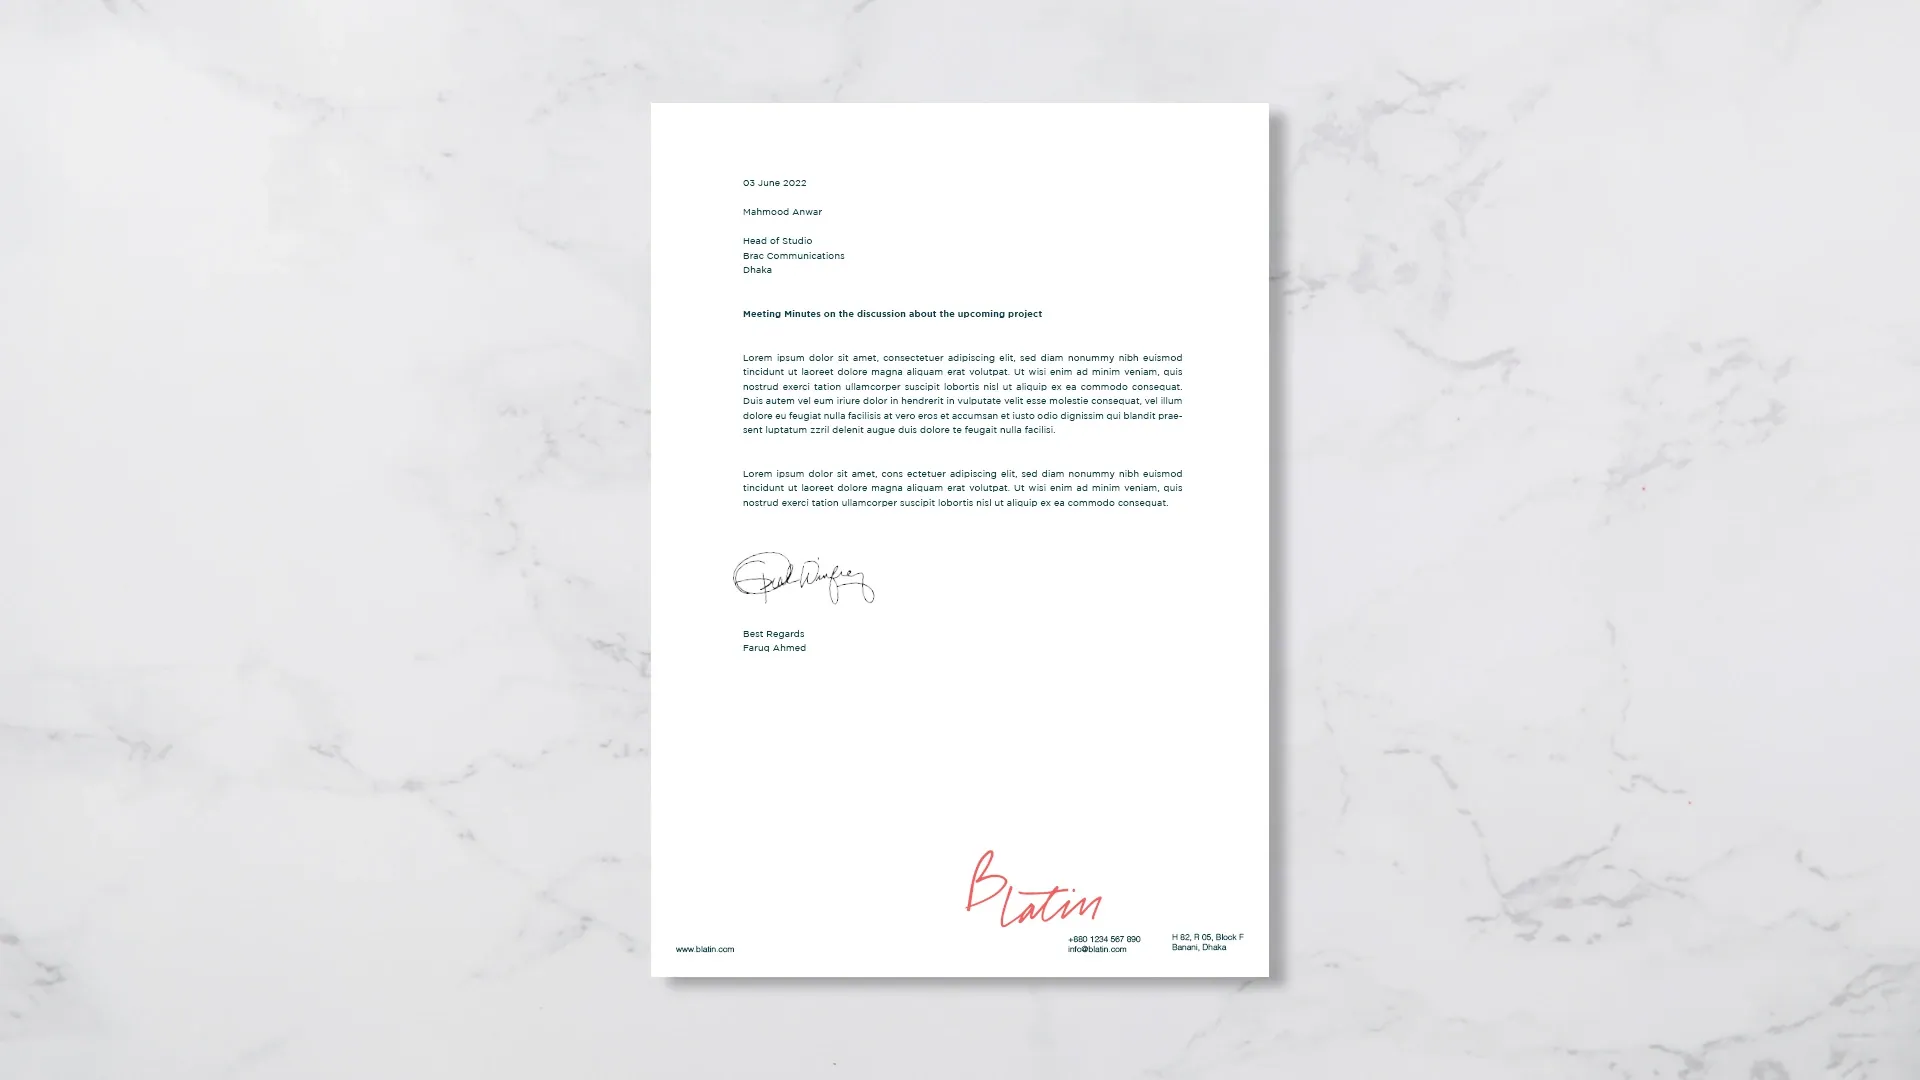 03 June 2022
Mahmood Anwar
Head of Studio
Brac Communications
Dhaka
Meeting Minutes on the discussion about the upcoming project
Lorem ipsum dolor sit amet, consectetuer adipiscing elit, sed diam nonummy nibh euismod
tincidunt ut laoreet dolore magna aliquam erat volutpat. Ut wisi enim ad minim veniam, quis
nostrud exerci tation ullamcorper suscipit lobortis nisl ut aliquip ex ea commodo consequat.
Duis autem vel eum iriure dolor in hendrerit in vulputate velit esse molestie consequat, vel illum
dolore eu feugiat nulla facilisis at vero eros et accumsan et iusto odio dignissim qui blandit prae-
sent luptatum zzril delenit augue duis dolore te feugait nulla facilisi.
Lorem ipsum dolor sit amet, cons ectetuer adipiscing elit, sed diam nonummy nibh euismod
tincidunt ut laoreet dolore magna aliquam erat volutpat. Ut wisi enim ad minim veniam, quis
nostrud exerci tation ullamcorper suscipit lobortis nisl ut aliquip ex ea commodo consequat.
Best Regards
Faruq Ahmed
Blatin
www.blatin.com
+880 1234 567 890
info@blatin.com
H 82, R 05, Block F
Banani, Dhaka